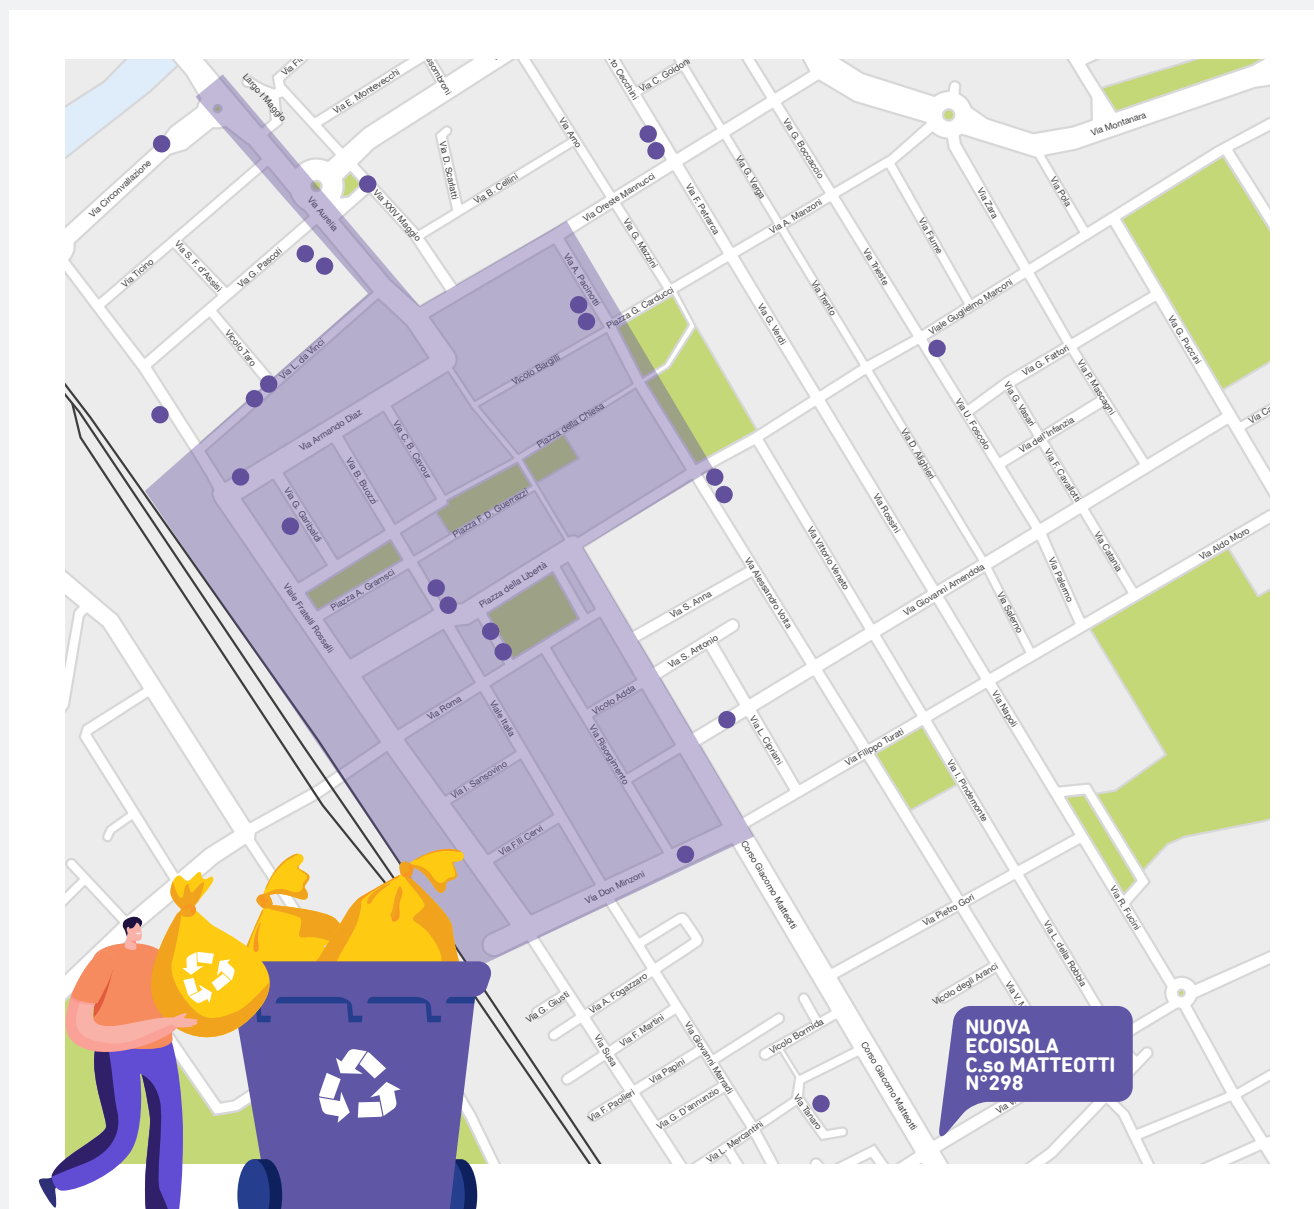 Largo I Maggio
Via E. Montevecchi
Via C. Goldoni
Via Montanara
Via Circonvallazione
Via D. Scarlatti
Via Arno
Via G. Boccaccio
Via G. Verga
Via B. Cellini
Via Oreste Mannucci
Via F. Petrarca
Via Pola
Via Zara
Via Aurelia
Via XXIV Maggio
Via A. Manzoni
Via G. Mazzini
Via Fiume
Via Ticino
Via S. F. d'Assisi
Via G. Pascoli
Via A. Pacinotti
Via Trieste
Via Trento
Piazza G. Carducci
Viale Guglielmo Marconi
Via G. Verdi
Via G. Puccini
Vicolo Taro
Via L. da Vinci
Vicolo Bargilli
Via G. Fattori
Via P. Mascagni
Via G. Vasari
Via U. Foscolo
Piazza della Chiesa
Via Armando Diaz
Via C. B. Cavour
Via dell'Infanzia
Via D. Alighieri
Via B. Buozzi
Via F. Cavallotti
Via G. Garibaldi
Piazza F. D. Guerrazzi
Via Rossini
Via Vittorio Veneto
Via Catania
Via Aldo Moro
Piazza A. Gramsci
Piazza della Libertà
Via Alessandro Volta
Via Giovanni Amendola
Via Palermo
Via Salerno
Viale Fratelli Rosselli
Via S. Anna
Via S. Antonio
Via Roma
Viale Italia
Vicolo Adda
Via Risorgimento
Via L. Cipriani
Via Napoli
Via Filippo Turati
Via I. Sansovino
Via I. Pindemonte
Via F.lli Cervi
Via Don Minzoni
Corso Giacomo Matteotti
Via Pietro Gori
Via R. Fucini
Via L. della Robbia
Vicolo degli Aranci
Via G. Giusti
Via A. Fogazzaro
Via F. Martini
Via Susa
Via Giovanni Marradi
Vicolo Bormida
Via Papini
Via F. Paolieri
Via G. D'annunzio
Via Tanaro
Via L. Mercantini
Corso Giacomo Matteotti
NUOVA
ECOISOLA
C.so MATTEOTTI
N°298